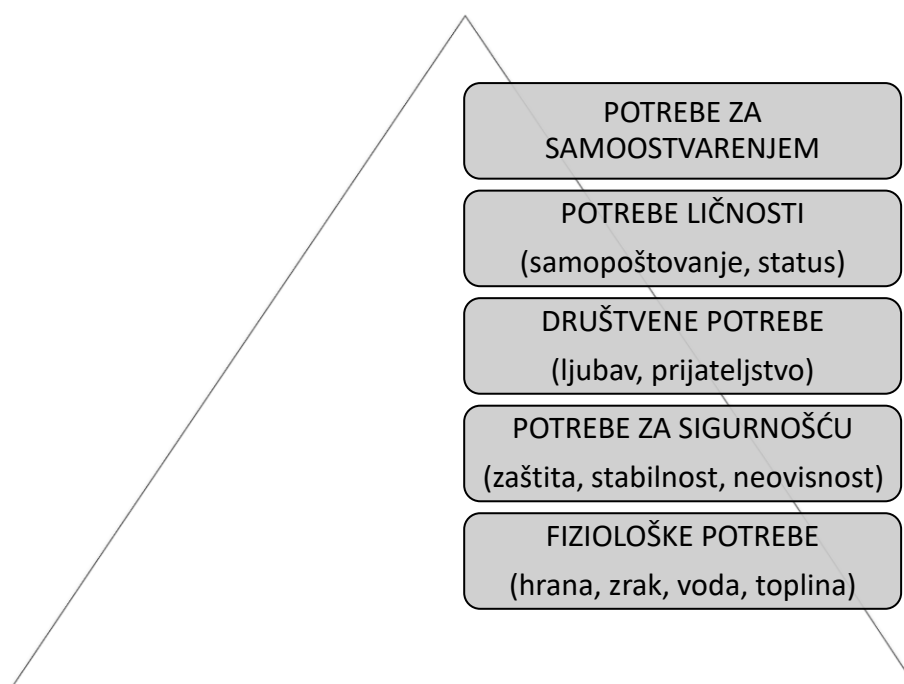 POTREBE ZA
SAMOOSTVARENJEM
POTREBE LIČNOSTI
(samopoštovanje, status)
DRUŠTVENE POTREBE
(ljubav, prijateljstvo)
POTREBE ZA SIGURNOŠĆU
(zaštita, stabilnost, neovisnost)
FIZIOLOŠKE POTREBE
(hrana, zrak, voda, toplina)